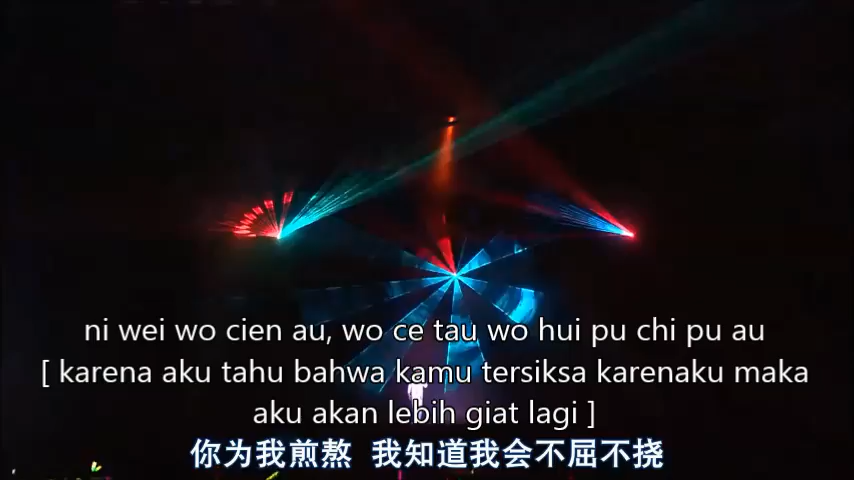 ni wei wo cien au, wo ce tau wo hui pu chi pu au
[ karena aku tahu bahwa kamu tersiksa karenaku maka
aku akan lebih giat lagi ]
你为我煎熬 我知道我会不屈不挠